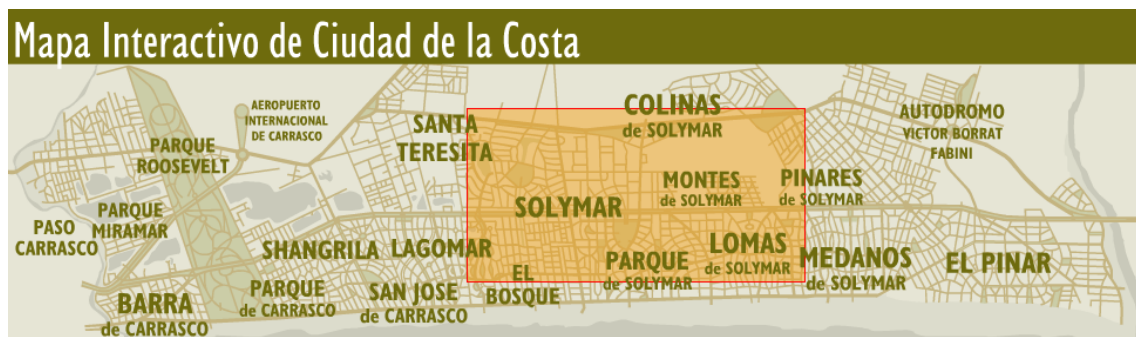 Mapa Interactivo de Ciudad de la Costa
AEROPUERTO
INTERNACIONAL
DE CARRASCO
PARQUE
ROOSEVELT
PASO
CARRASCO
PARQUE
MIRAMAR
BARRA
de CARRASCO
SHANGRILA
PARQUE
de CARRASCO
LAGOMAR
SAN JOSE
de CARRASCO
SANTA
TERESITA
SOLYMAR
EL
BOSQUE
COLINAS
de SOLYMAR
MONTES
de SOLYMAR
PARQUE
de SOLYMAR
LOMAS
de SOLYMAR
PINARES
de SOLYMAR
MEDANOS
de SOLYMAR
AUTODROMO
VICTOR BORRAT
FABINI
EL PINAR